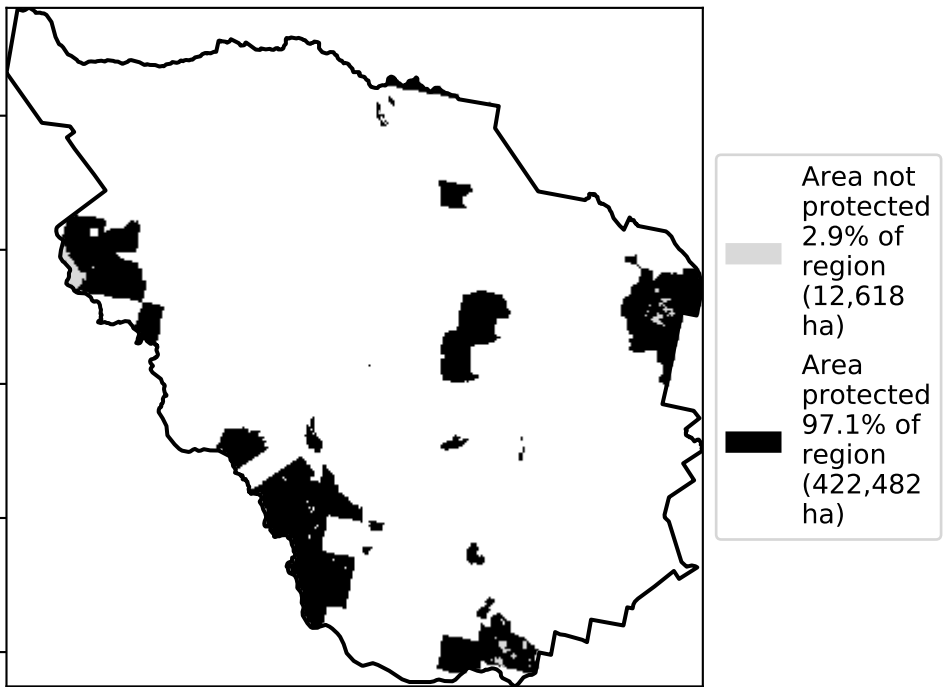 Area not
protected
2.9% of
region
(12,618
ha)
Area
protected
97.1% of
region
(422,482
ha)